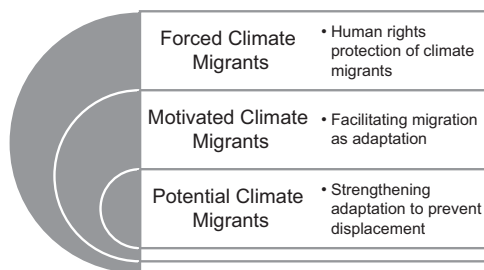 Forced Climate
Migrants
• Human rights
protection of climate
migrants
Motivated Climate
Migrants
• Facilitating migration
as adaptation
Potential Climate
Migrants
• Strengthening
adaptation to prevent
displacement